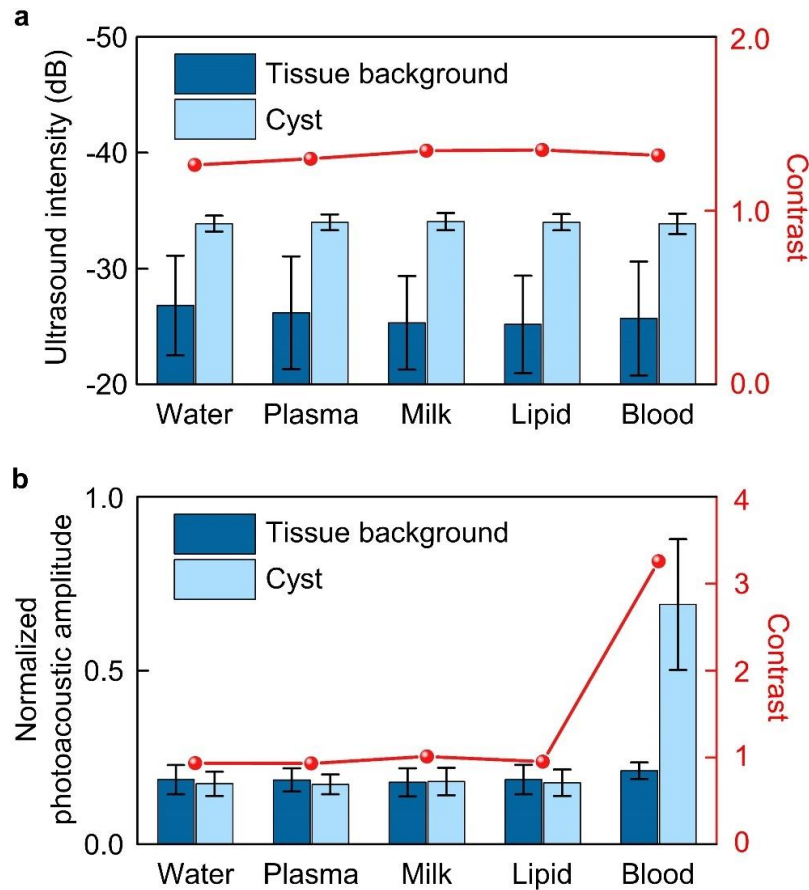 a
-50
-40
-30
-20
Ultrasound intensity (dB)
Tissue background
Cyst
2.0
1.0
0.0
Contrast
Water Plasma Milk Lipid Blood
b
1.0
0.5
0.0
Normalized
photoacoustic amplitude
Tissue background
Cyst
4
3
2
1
0
Contrast
Water Plasma Milk Lipid Blood